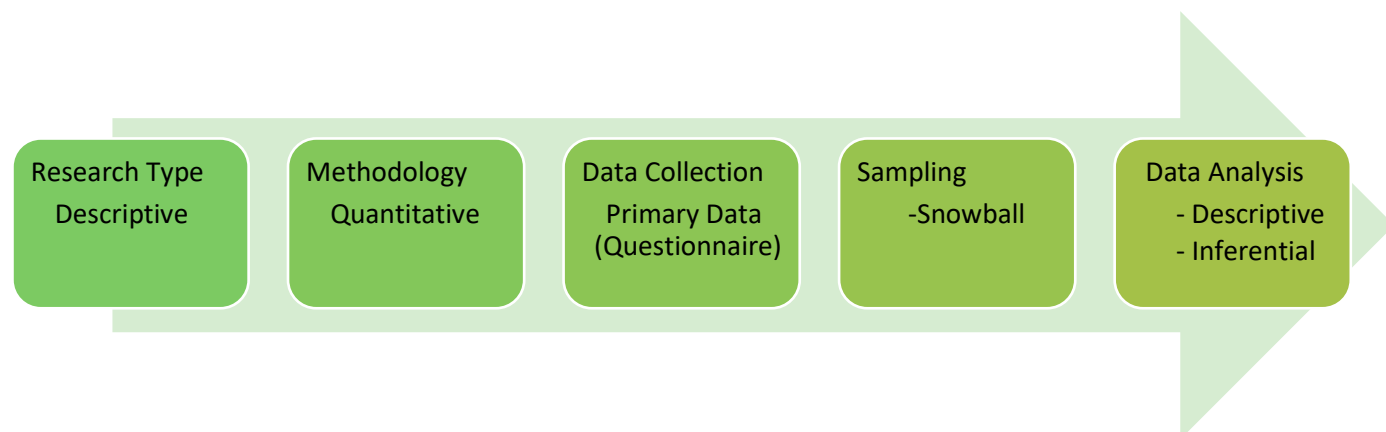 Research Type
Descriptive
Methodology
Quantitative
Data Collection
Primary Data
(Questionnaire)
Sampling
-Snowball
Data Analysis
- Descriptive
- Inferential